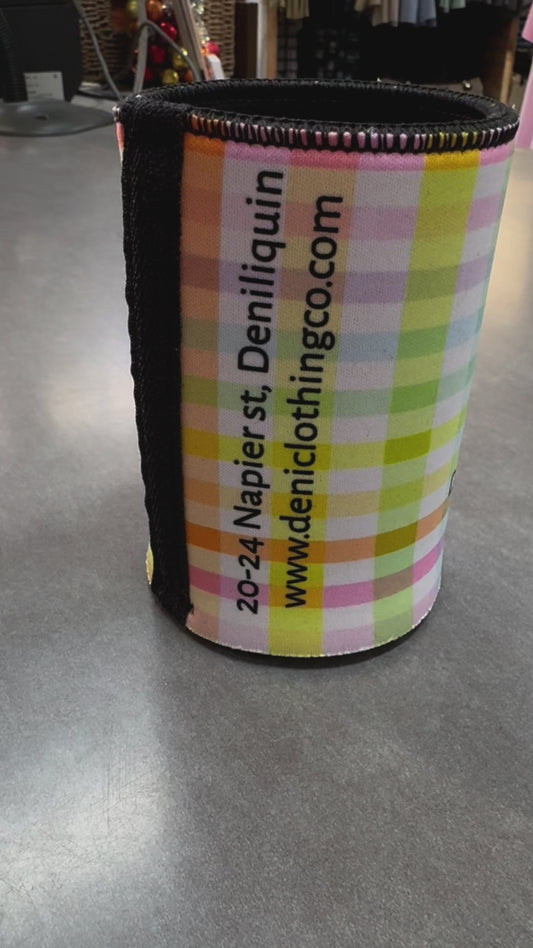 20-24 Napier st, Deniliquin
www.deniclothingco.com